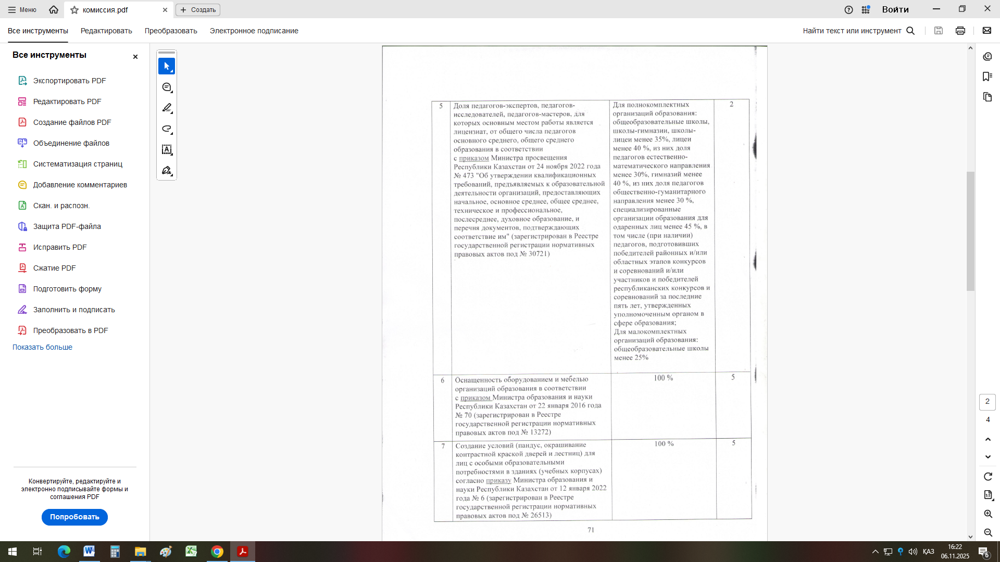 Меню
комиссия.pdf
Создать
Войти
Все инструменты
Редактировать
Преобразовать
Электронное подписание
Найти текст или инструмент
Все инструменты
Экспортировать PDF
Редактировать PDF
Создание файлов PDF
Объединение файлов
Систематизация страниц
Добавление комментариев
Скан. и распозн.
Защита PDF-файла
Исправить PDF
Сжатие PDF
Подготовить форму
Заполнить и подписать
Преобразовать в PDF
Показать больше
Конвертируйте, редактируйте и
электронно подписывайте формы и
соглашения PDF
Попробовать
5
Доля педагогов-экспертов, педагогов-
исследователей, педагогов-мастеров, для
которых основным местом работы является
лицензиат, от общего числа педагогов
основного среднего, общего среднего
образования в соответствии
с приказом Министра просвещения
Республики Казахстан от 24 ноября 2022 года
№ 473 "Об утверждении квалификационных
требований, предъявляемых к образовательной
деятельности организаций, предоставляющих
начальное, основное среднее, общее среднее,
техническое и профессиональное,
послесреднее, духовное образование, и
перечня документов, подтверждающих
соответствие им" (зарегистрирован в Реестре
государственной регистрации нормативных
правовых актов под № 30721)
Для полнокомплектных
организаций образования:
общеобразовательные школы,
школы-гимназии, школы-
лицеи менее 35%, лицеи
менее 40 %, из них доля
педагогов естественно-
математического направления
менее 30%, гимназий менее
40 %, из них доля педагогов
общественно-гуманитарного
направления менее 30 %,
специализированные
организации образования для
одаренных лиц менее 45 %, в
том числе (при наличии)
педагогов, подготовивших
победителей районных и/или
областных этапов конкурсов
и соревнований и/или
участников и победителей
республиканских конкурсов и
соревнований за последние
пять лет, утвержденных
уполномоченным органом в
сфере образования;
Для малокомплектных
организаций образования:
общеобразовательные школы
менее 25%
2
6
Оснащенность оборудованием и мебелью
организаций образования в соответствии
с приказом Министра образования и науки
Республики Казахстан от 22 января 2016 года
№ 70 (зарегистрирован в Реестре
государственной регистрации нормативных
правовых актов под № 13272)
100 %
5
7
Создание условий (пандус, окрашивание
контрастной краской дверей и лестниц) для
лиц с особыми образовательными
потребностями в зданиях (учебных корпусах)
согласно приказу Министра образования и
науки Республики Казахстан от 12 января 2022
года № 6 (зарегистрирован в Реестре
государственной регистрации нормативных
правовых актов под № 26513)
100 %
5
71
2
4
1:1
ҚАЗ
16:22
06.11.2025
6